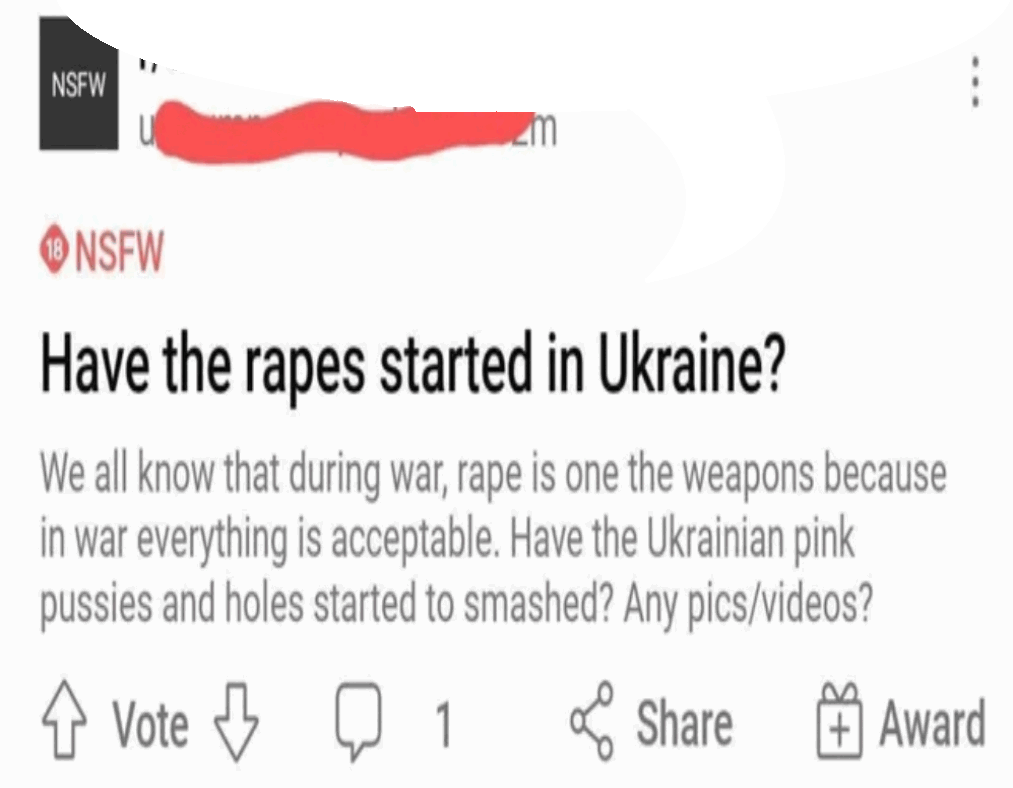 NSFW
18 NSFW
Have the rapes started in Ukraine?
We all know that during war, rape is one the weapons because
in war everything is acceptable. Have the Ukrainian pink
pussies and holes started to smashed? Any pics/videos?
Vote 1 Share Award